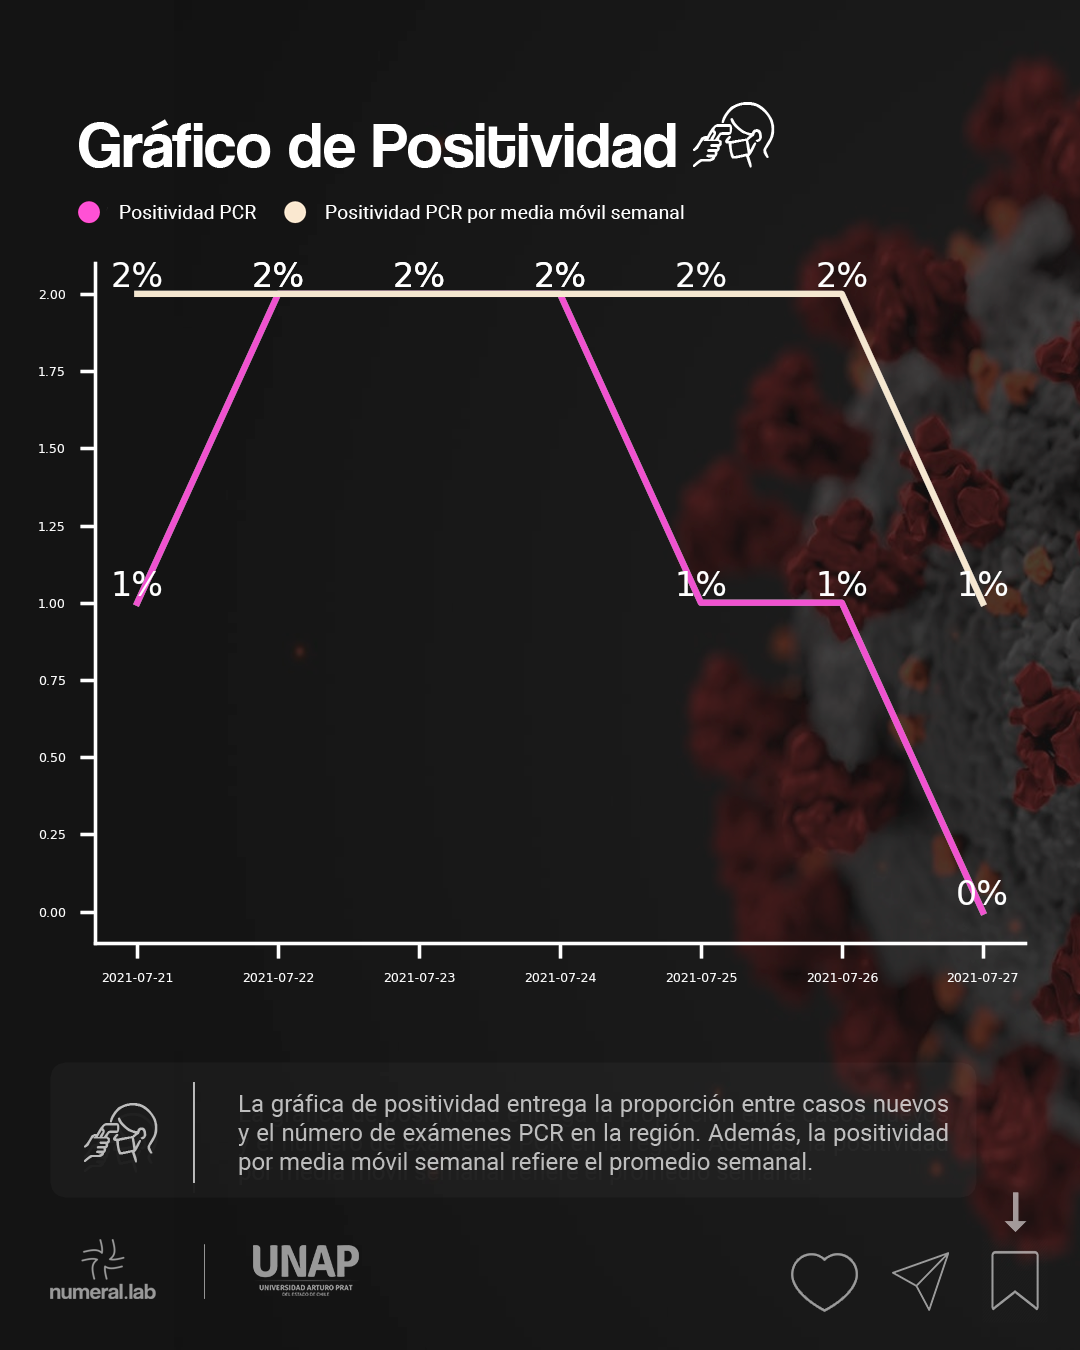 Gráfico de Positividad
Positividad PCR
Positividad PCR por media móvil semanal
2% 2% 2% 2% 2% 2%
2.00
1.75
1.50
1.25
1% 1% 1% 1%
1.00
0.75
0.50
0.25
0%
0.00
2021-07-21 2021-07-22 2021-07-23 2021-07-24 2021-07-25 2021-07-26 2021-07-27
La gráfica de positividad entrega la proporción entre casos nuevos
y el número de exámenes PCR en la región. Además, la positividad
por media móvil semanal refiere el promedio semanal.
numeral.lab
UNAP
UNIVERSIDAD ARTURO PRAT
DEL ESTADO DE CHILE